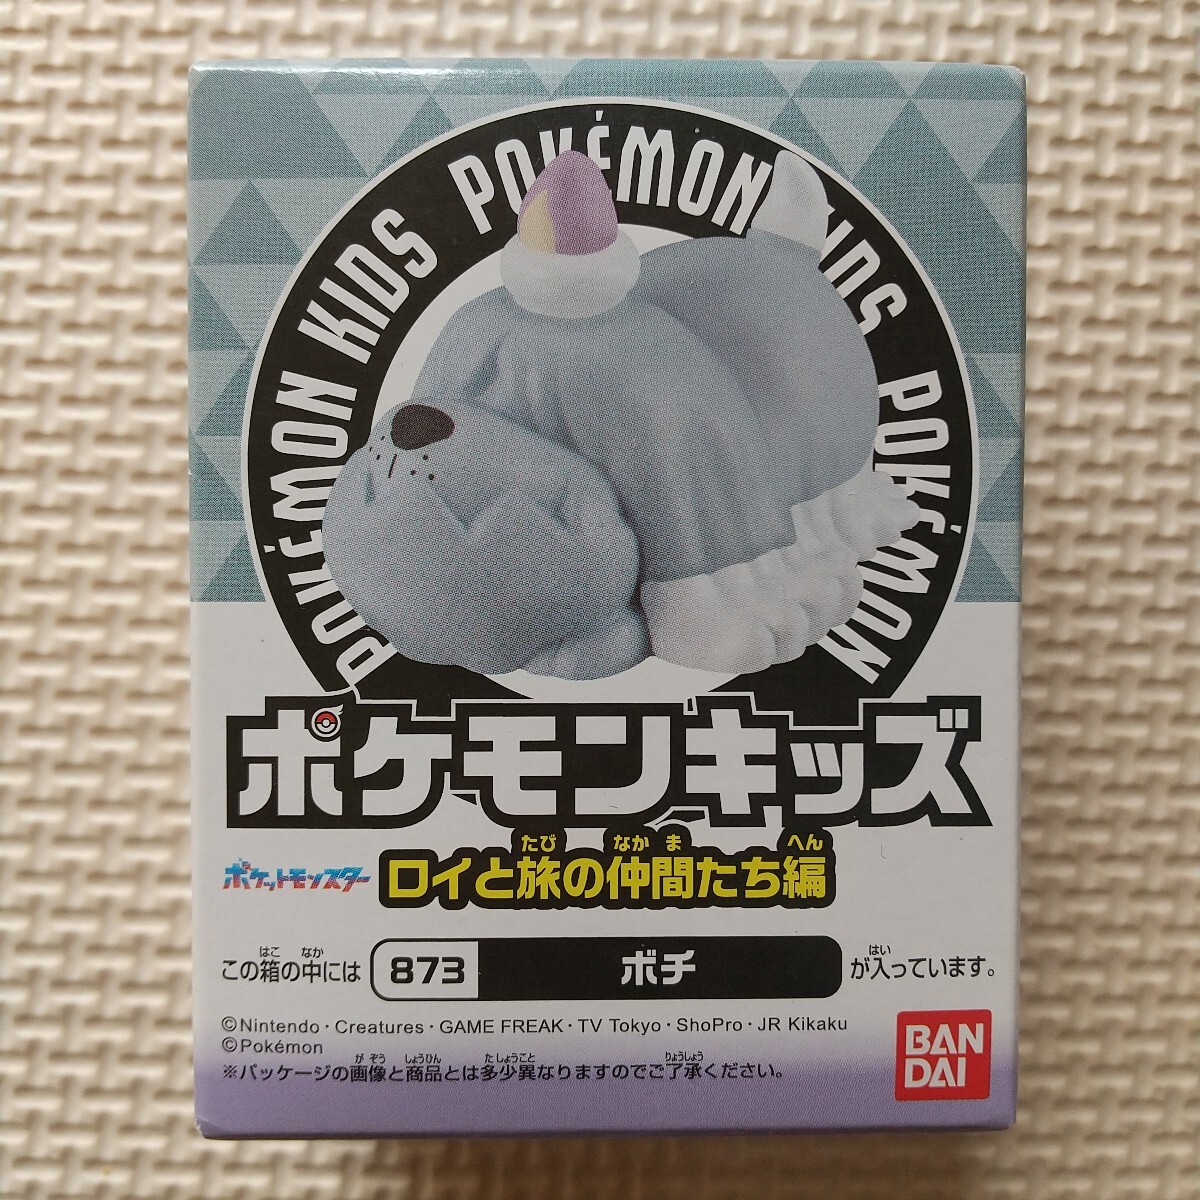 POKÉMON KIDS POKÉMON KIDS POKÉMON
ポケモンキッズ
ポケットモンスター
たび なかま へん
ロイと旅の仲間たち編
はこ なか はい
この箱の中には 873 ボチ が入っています。
©Nintendo・Creatures・GAME FREAK・TV Tokyo・ShoPro・JR Kikaku
©Pokémon
がぞう しょうひん たしょうこと りょうしょう
※パッケージの画像と商品とは多少異なりますのでご了承ください。
BAN
DAI